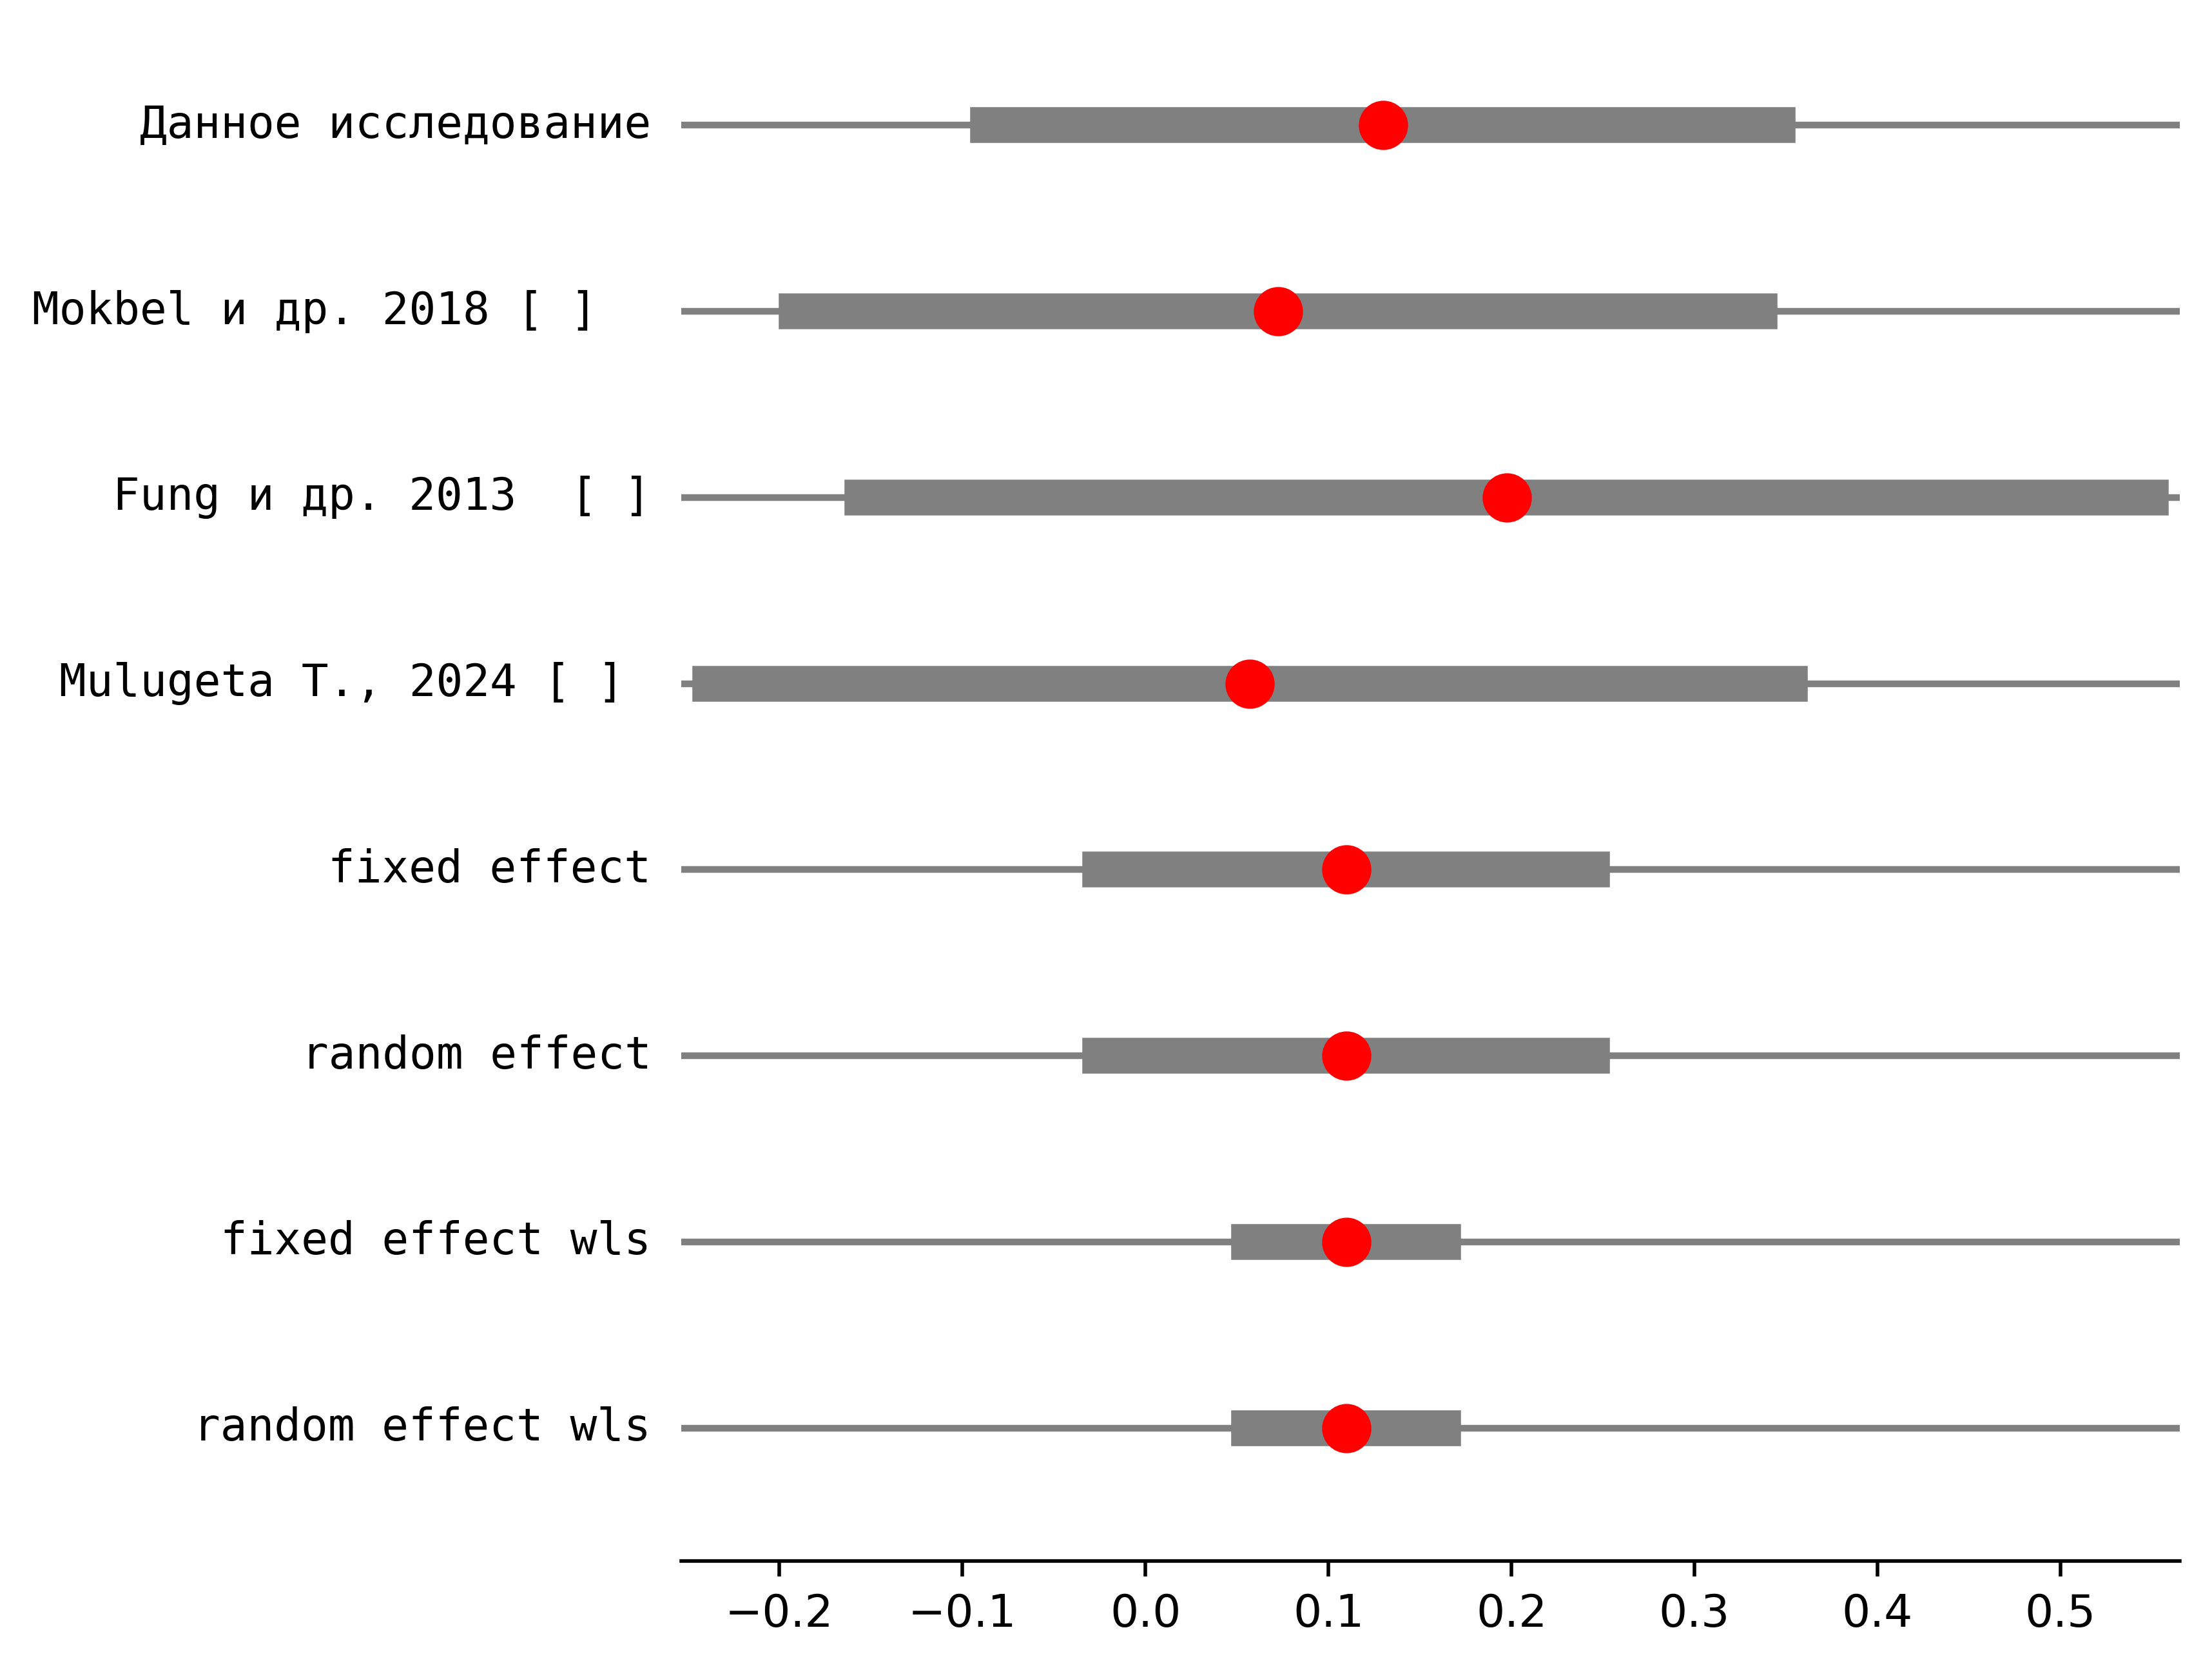 Данное исследование
Mokbel и др. 2018 [ ]
Fung и др. 2013  [ ]
Mulugeta T., 2024 [ ]
fixed effect
random effect
fixed effect wls
random effect wls
−0.2 −0.1 0.0 0.1 0.2 0.3 0.4 0.5